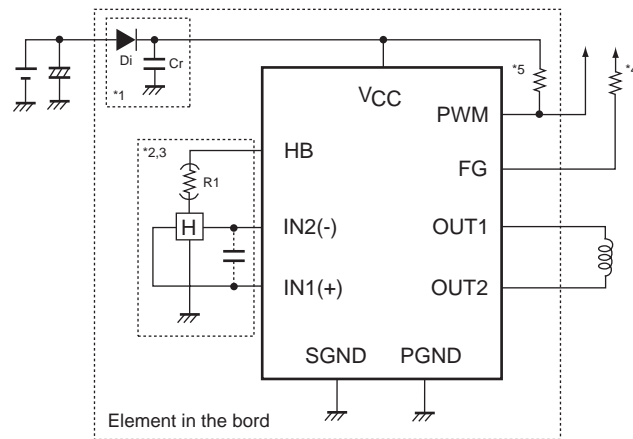 Di
Cr
*1
*5
*4
VCC
PWM
*2,3
HB
R1
FG
H
IN2(-)
OUT1
IN1(+)
OUT2
SGND
PGND
Element in the bord